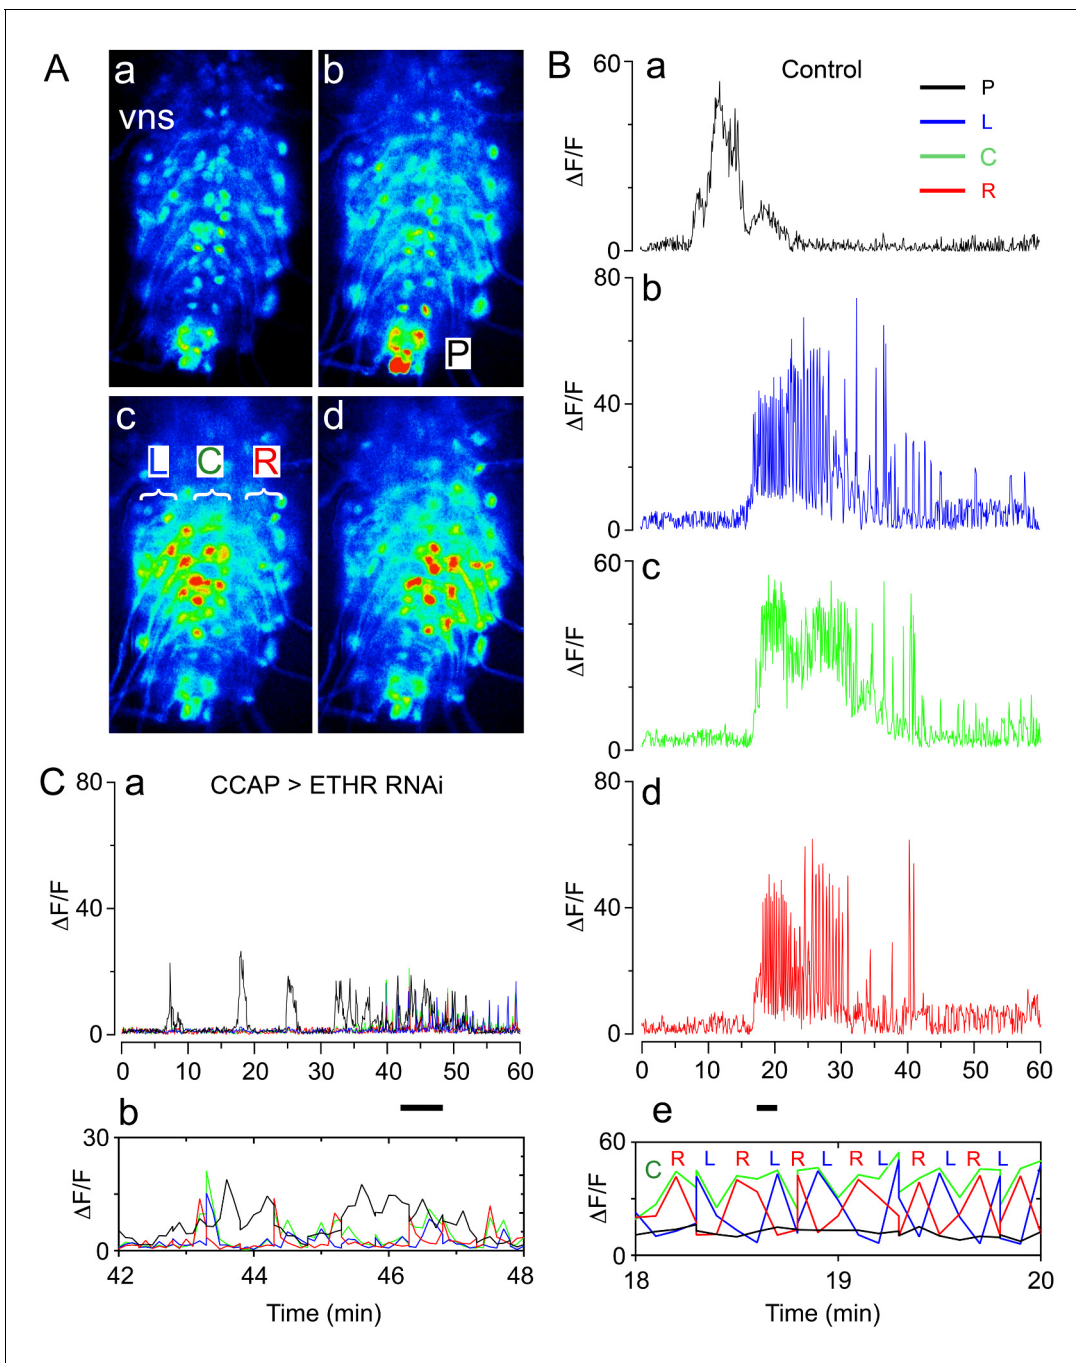 A
a
vns
b
P
c
L C R
d
B
a
Control
P
L
C
R
ΔF/F
60
0
b
ΔF/F
80
40
0
c
ΔF/F
60
0
d
ΔF/F
80
40
0
0 10 20 30 40 50 60
e
ΔF/F
60
0
C R L R L R L R L R L R L
18 19 20
Time (min)
C
a
CCAP > ETHR RNAi
ΔF/F
80
40
0
0 10 20 30 40 50 60
b
ΔF/F
30
0
42 44 46 48
Time (min)